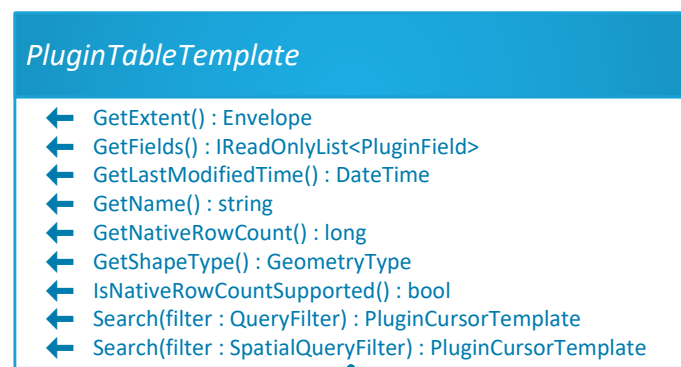 PluginTableTemplate
GetExtent() : Envelope
GetFields() : IReadOnlyList<PluginField>
GetLastModifiedTime() : DateTime
GetName() : string
GetNativeRowCount() : long
GetShapeType() : GeometryType
IsNativeRowCountSupported() : bool
Search(filter : QueryFilter) : PluginCursorTemplate
Search(filter : SpatialQueryFilter) : PluginCursorTemplate